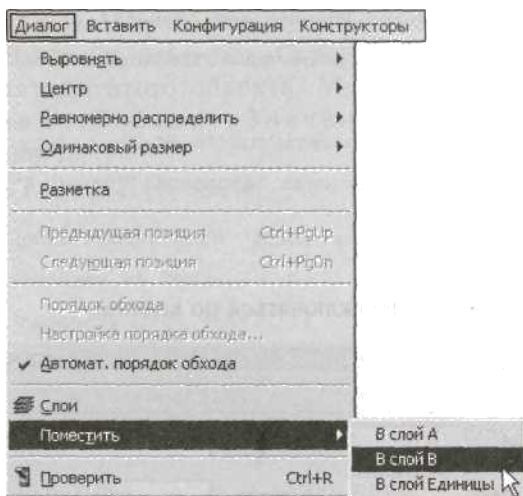 Диалог Вставить Конфигурация Конструкторы
Выровнять
Центр
Равномерно распределить
Одинаковый размер
Разметка
Предыдущая позиция Ctrl+PgUp
Следующая позиция Ctrl+PgDn
Порядок обхода
Настройка порядка обхода...
Автомат. порядок обхода
Слои
Поместить
В слой А
В слой В
В слой Единицы
Проверить Ctrl+R